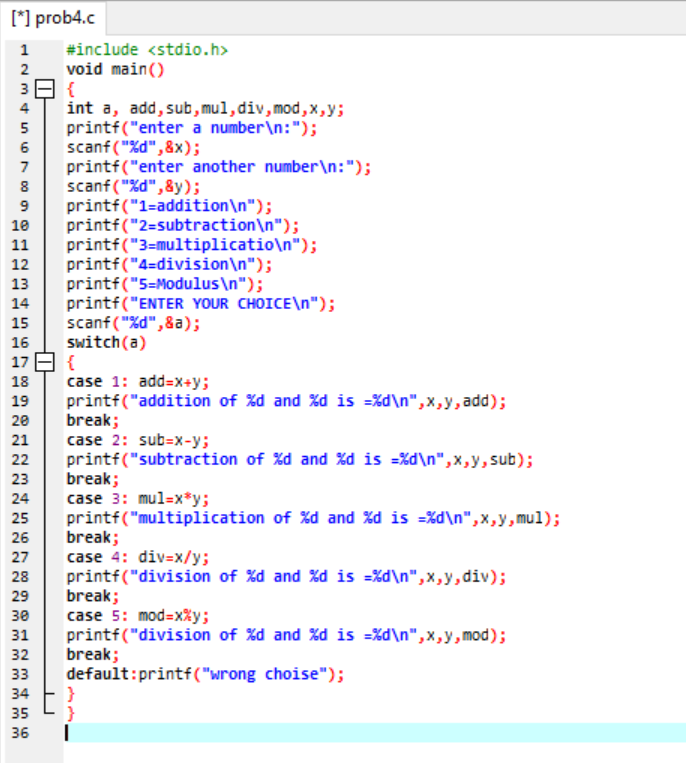 [*] prob4.c
1 #include <stdio.h>
2 void main()
3 {
4 int a, add,sub,mul,div,mod,x,y;
5 printf("enter a number\n:");
6 scanf("%d",&x);
7 printf("enter another number\n:");
8 scanf("%d",&y);
9 printf("1=addition\n");
10 printf("2=subtraction\n");
11 printf("3=multiplicatio\n");
12 printf("4=division\n");
13 printf("5=Modulus\n");
14 printf("ENTER YOUR CHOICE\n");
15 scanf("%d",&a);
16 switch(a)
17 {
18 case 1: add=x+y;
19 printf("addition of %d and %d is =%d\n",x,y,add);
20 break;
21 case 2: sub=x-y;
22 printf("subtraction of %d and %d is =%d\n",x,y,sub);
23 break;
24 case 3: mul=x*y;
25 printf("multiplication of %d and %d is =%d\n",x,y,mul);
26 break;
27 case 4: div=x/y;
28 printf("division of %d and %d is =%d\n",x,y,div);
29 break;
30 case 5: mod=x%y;
31 printf("division of %d and %d is =%d\n",x,y,mod);
32 break;
33 default:printf("wrong choise");
34 }
35 }
36